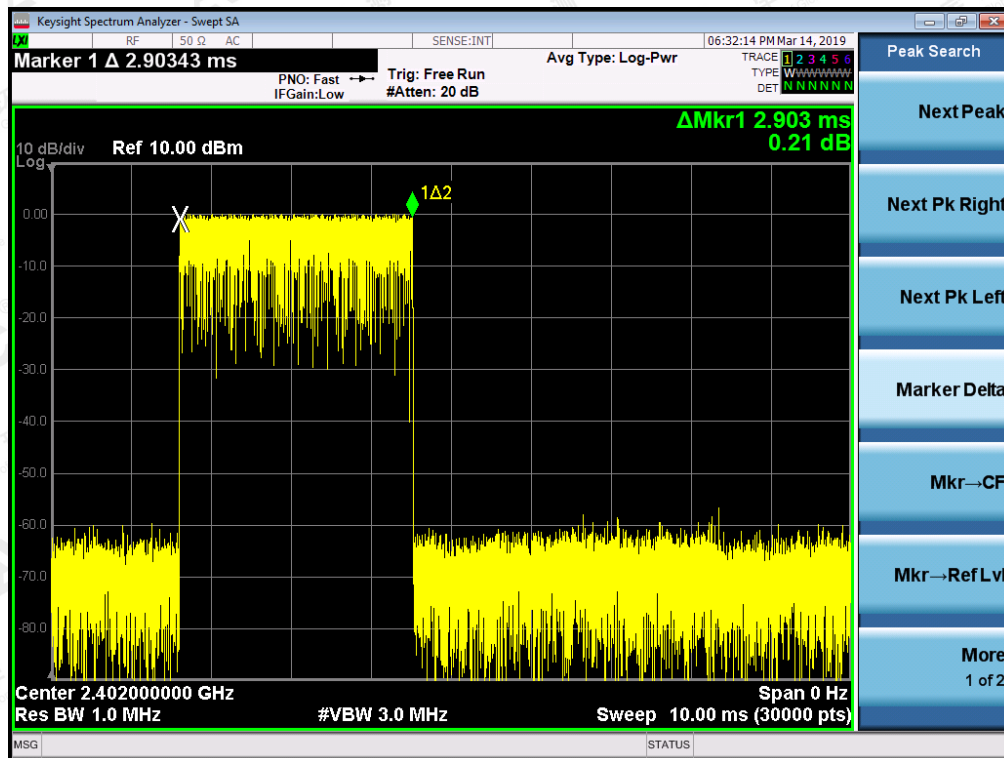 Keysight Spectrum Analyzer - Swept SA
LXI RF 50 Ω AC SENSE:INT 06:32:14 PM Mar 14, 2019
Marker 1 Δ 2.90343 ms
PNO: Fast
IFGain:Low
Trig: Free Run
#Atten: 20 dB
Avg Type: Log-Pwr
TRACE 1 2 3 4 5 6
TYPE W
DET N N N N N N
Peak Search
ΔMkr1 2.903 ms
0.21 dB
10 dB/div Ref 10.00 dBm
Log
1Δ2
0.00
-10.0
-20.0
-30.0
-40.0
-50.0
-60.0
-70.0
-80.0
Center 2.402000000 GHz Span 0 Hz
Res BW 1.0 MHz #VBW 3.0 MHz Sweep 10.00 ms (30000 pts)
MSG STATUS
Next Peak
Next Pk Right
Next Pk Left
Marker Delta
Mkr→CF
Mkr→Ref Lvl
More
1 of 2